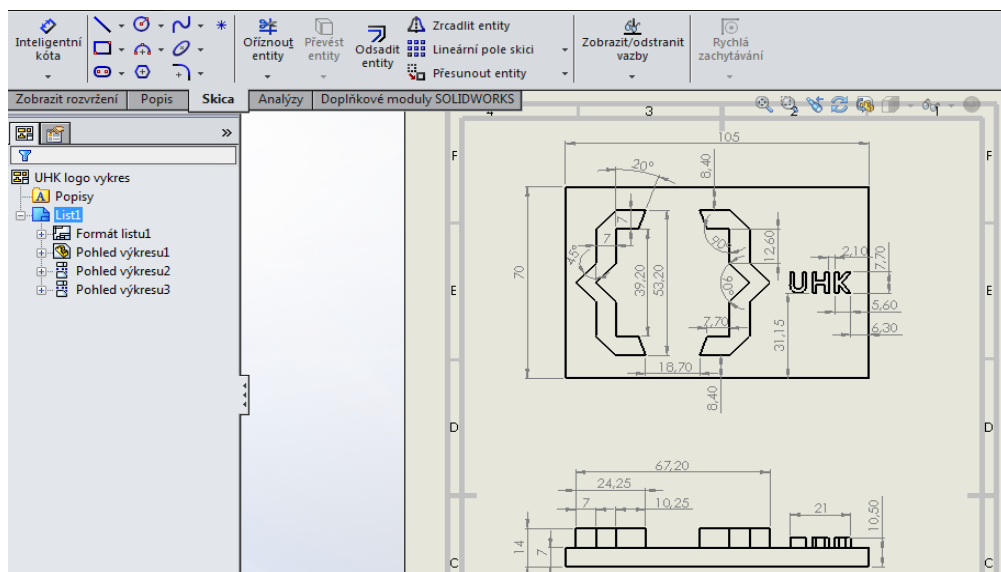 Inteligentní kóta
Oříznout entity
Převést entity
Odsadit entity
Zrcadlit entity
Lineární pole skici
Přesunout entity
Zobrazit/odstranit vazby
Rychlá zachytávání
Zobrazit rozvržení Popis Skica Analýzy Doplňkové moduly SOLIDWORKS
»
UHK logo vykres
A Popisy
List1
Formát listu1
Pohled výkresu1
Pohled výkresu2
Pohled výkresu3
4 3 2 1
F F
E E
D D
C C
105
20°
8,40
7
7
45°
90°
12,60
2,10
7,70
70
39,20
53,20
90°
UHK
5,60
6,30
7,70
31,15
18,70
8,40
67,20
24,25
7 10,25
21
10,50
14
7